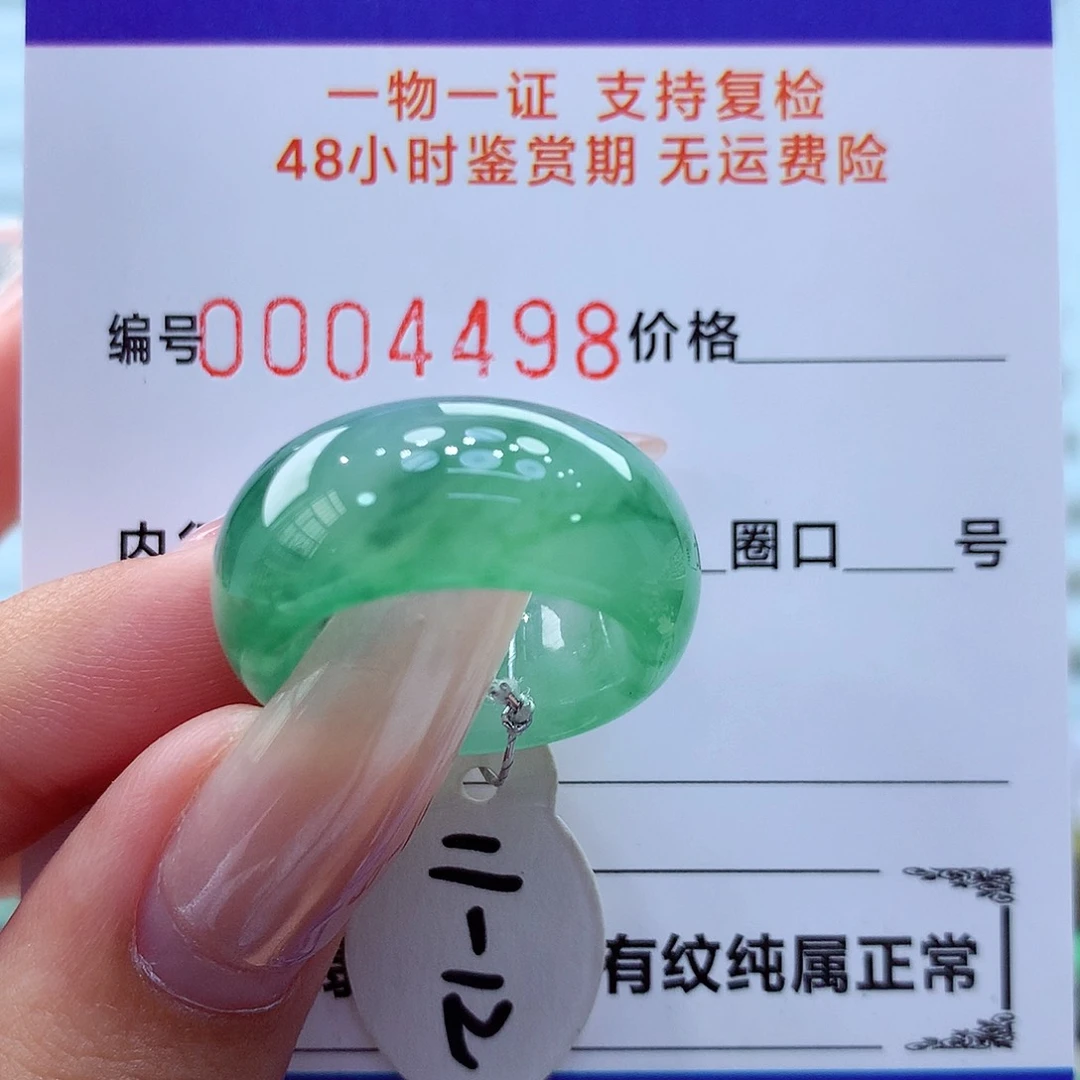 一物一证 支持复检
48小时鉴赏期 无运费险
编号0004498价格
内 圈口 号
有纹纯属正常